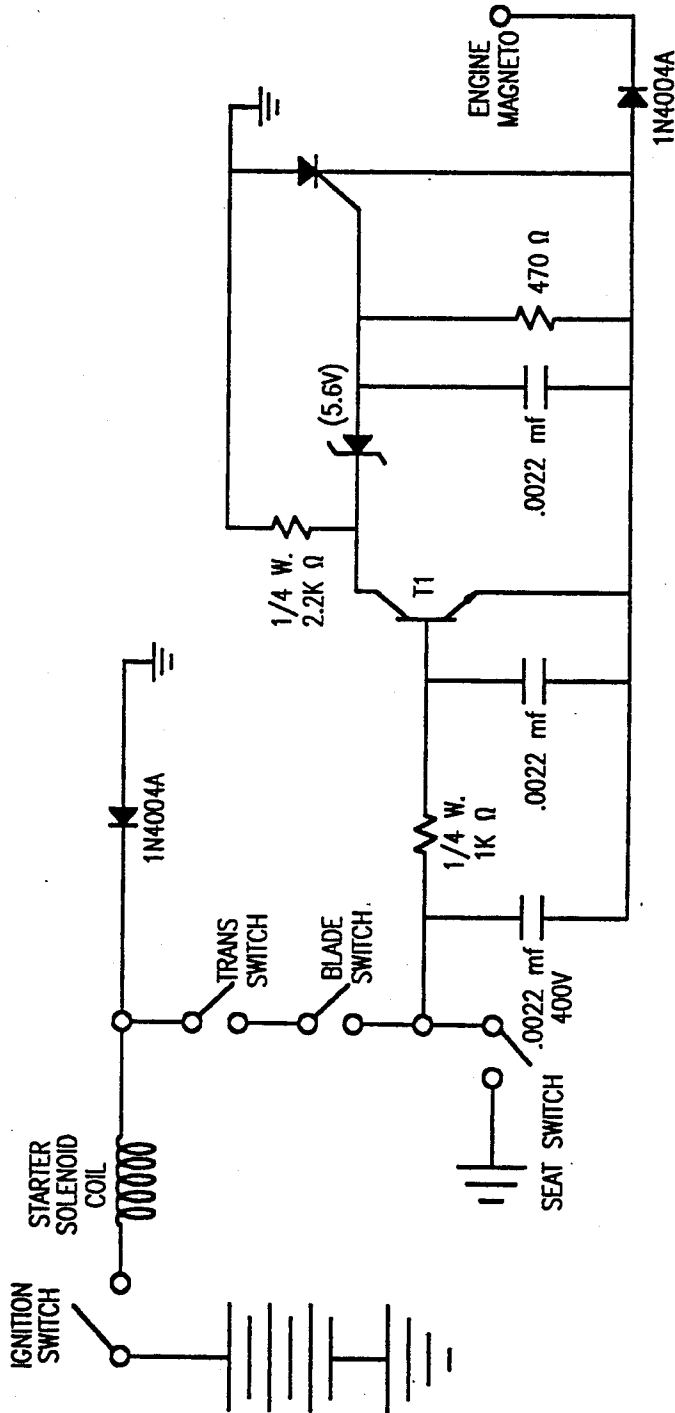 IGNITION
SWITCH
STARTER
SOLENOID
COIL
1N4004A
TRANS
SWITCH
BLADE
SWITCH.
SEAT SWITCH
.0022 mf
400V
1/4 W.
1K Ω
.0022 mf
T1
1/4 W.
2.2K Ω
(5.6V)
.0022 mf
470 Ω
ENGINE
MAGNETO
1N4004A